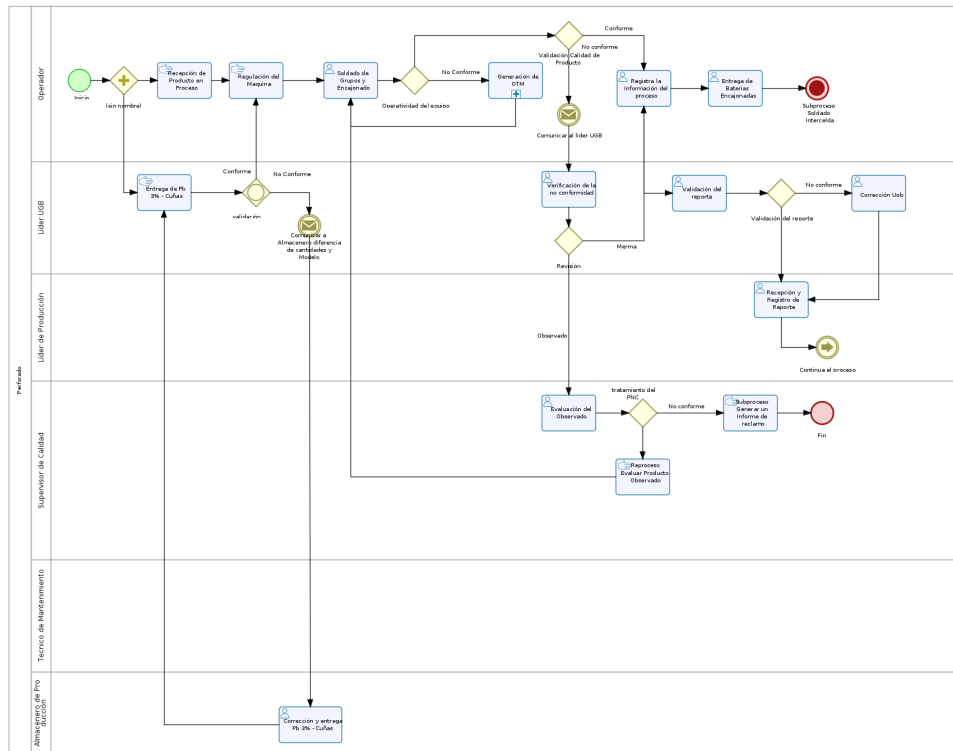 Perforado
Operador
Inicio
(sin nombre)
Recepción de
Producto en
Proceso
Regulación del
Maquina
Soldado de
Grupos y
Encajonado
Operatividad del equipo
No Conforme
Generación de
OTM
Validación Calidad de
Producto
Conforme
No conforme
Comunicar al lider UGB
Registra la
Información del
proceso
Entrega de
Baterias
Encajonadas
Subproceso
Soldado
Intercelda
Líder UGB
Entrega de Pb
3% - Cuñas
Conforme
validación
No Conforme
Comunicar a
Almacenero diferencia
de cantidades y
Modelo
Verificación de la
no conformidad
Revisión
Merma
Validación del
reporte
Validación del reporte
No conforme
Corrección Uob
Líder de Producción
Recepción y
Registro de
Reporte
Continua el proceso
Observado
Supervisor de Calidad
Evaluación del
Observado
tratamiento del
PNC
No conforme
Subproceso
Generar un
Informe de
reclamo
Fin
Reproceso
Evaluar Producto
Observado
Tecnico de Mantenimiento
Almacenero de Pro
ducción
Corrección y entrega
Pb 3% - Cuñas